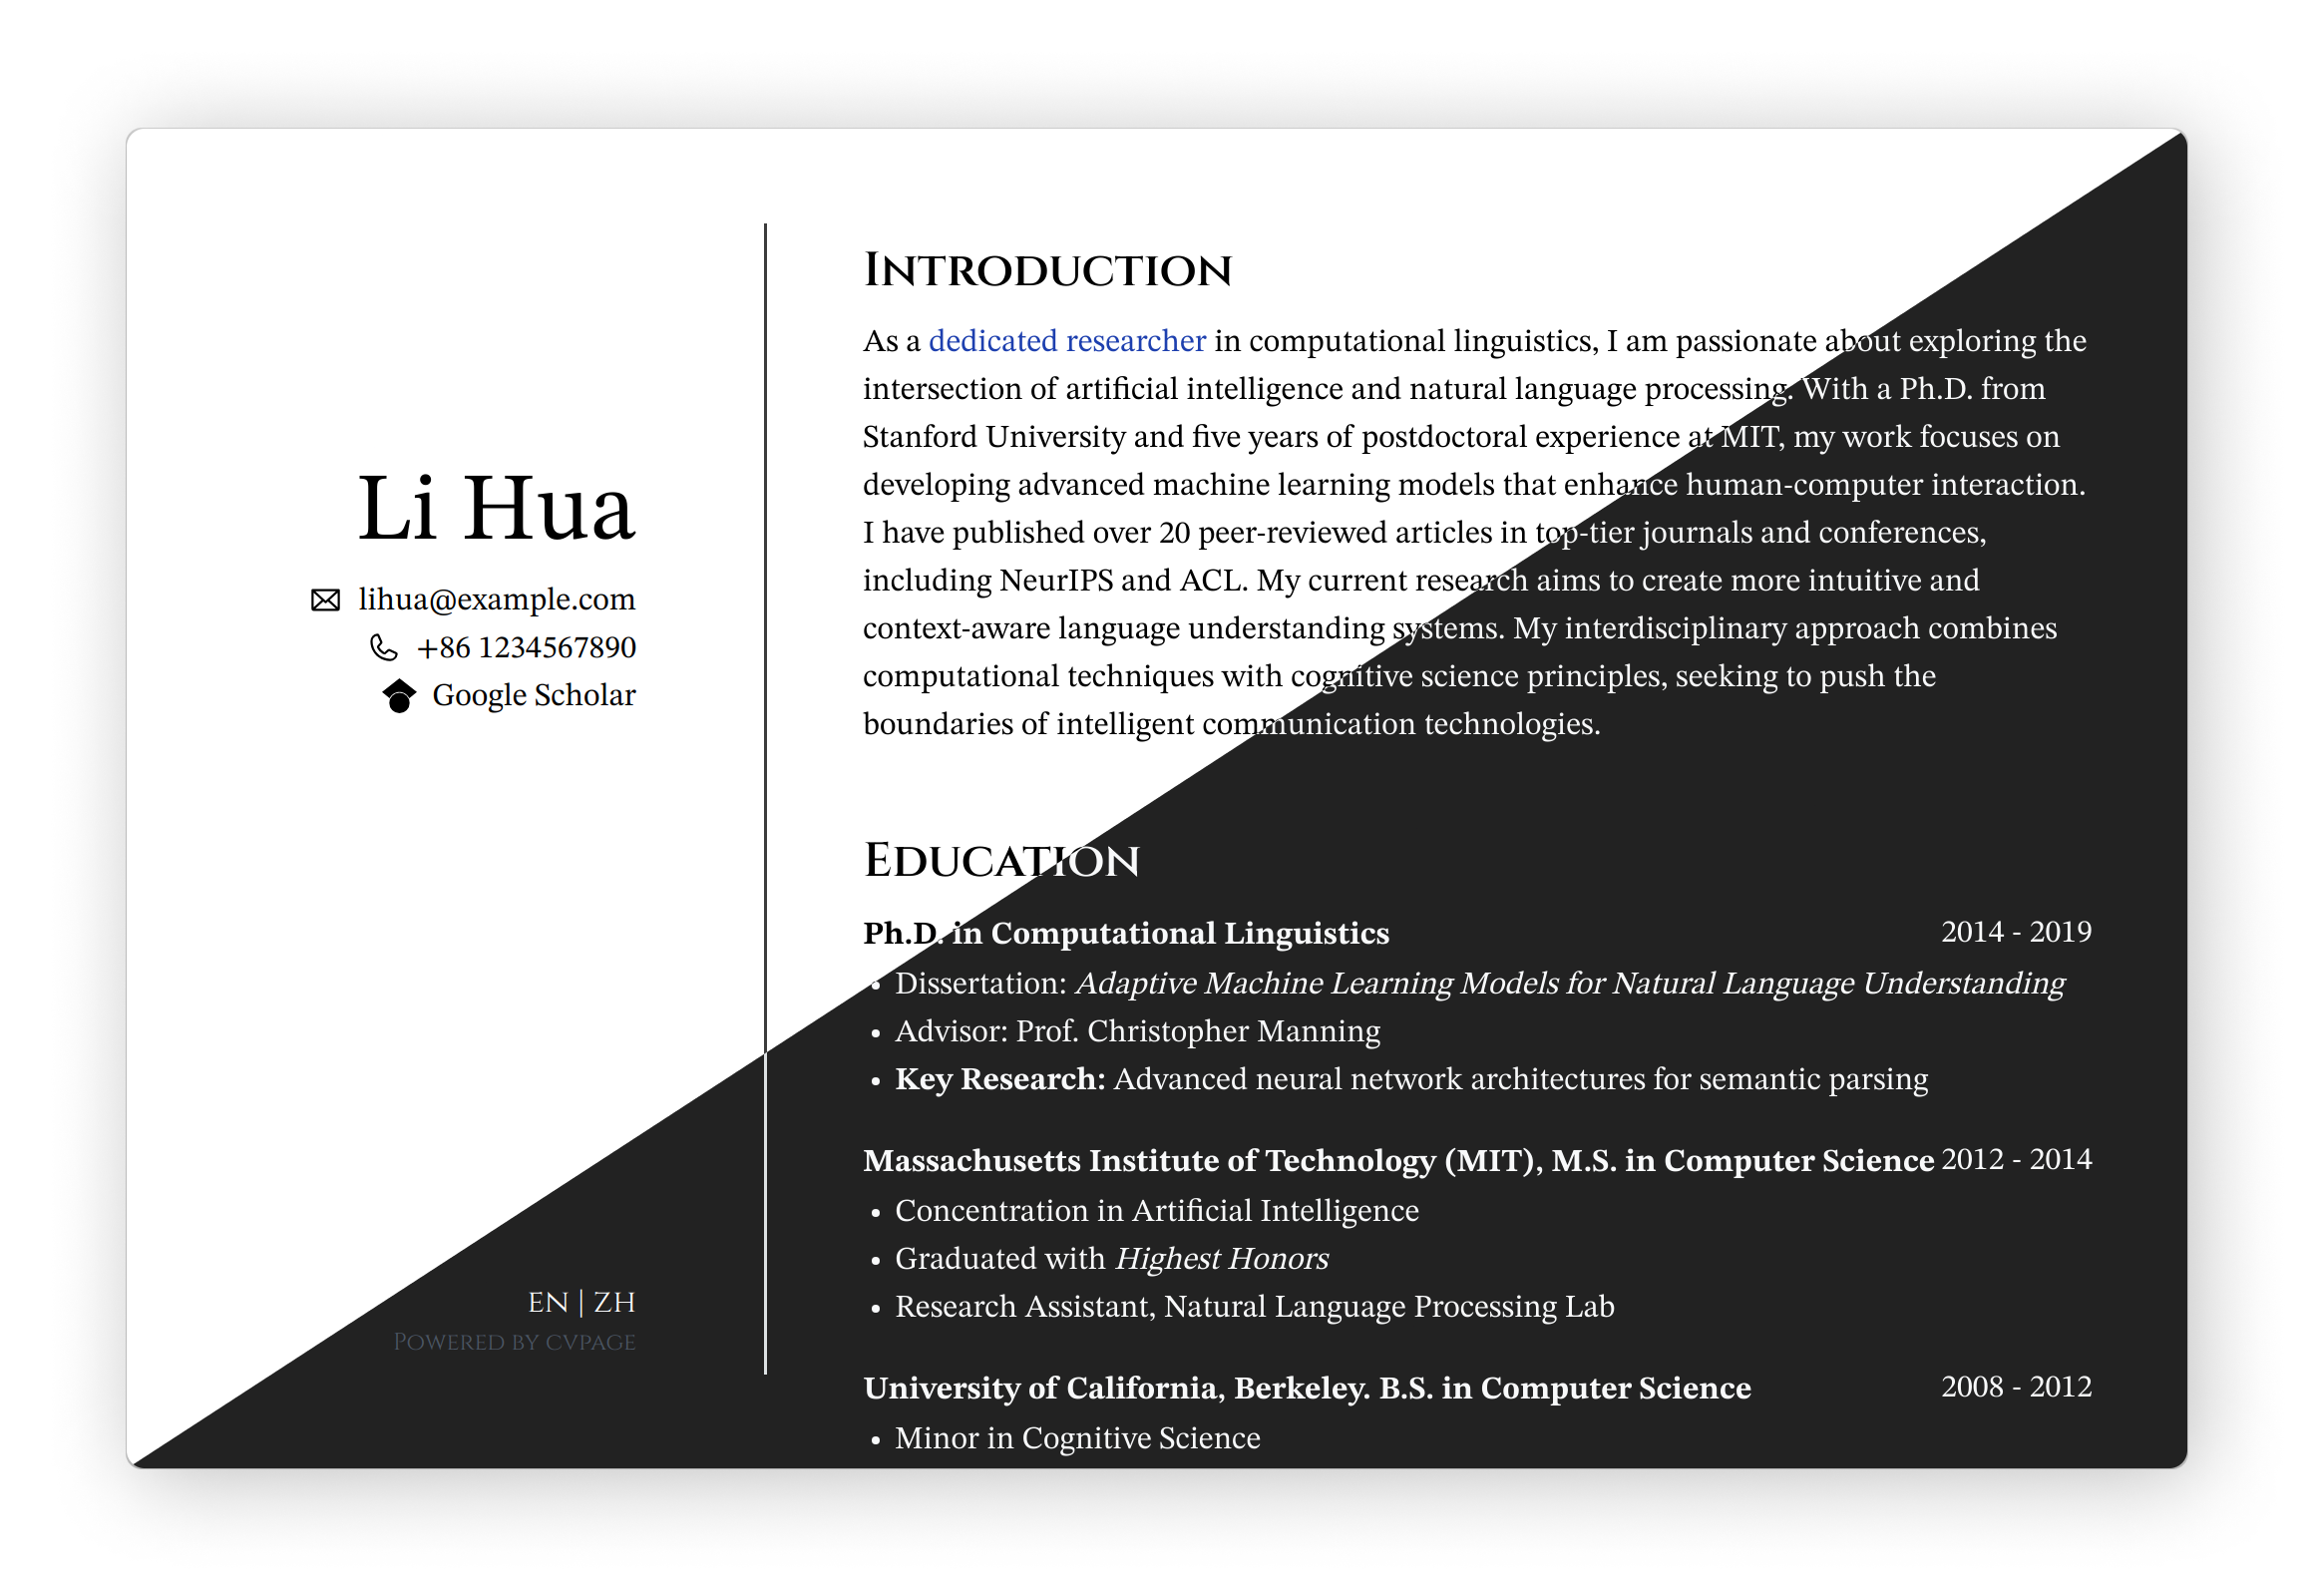 Li Hua
lihua@example.com
+86 1234567890
Google Scholar
EN | ZH
Powered by cvpage
Introduction
As a dedicated researcher in computational linguistics, I am passionate about exploring the
intersection of artificial intelligence and natural language processing. With a Ph.D. from
Stanford University and five years of postdoctoral experience at MIT, my work focuses on
developing advanced machine learning models that enhance human-computer interaction.
I have published over 20 peer-reviewed articles in top-tier journals and conferences,
including NeurIPS and ACL. My current research aims to create more intuitive and
context-aware language understanding systems. My interdisciplinary approach combines
computational techniques with cognitive science principles, seeking to push the
boundaries of intelligent communication technologies.
Education
Ph.D. in Computational Linguistics 2014 - 2019
• Dissertation: Adaptive Machine Learning Models for Natural Language Understanding
• Advisor: Prof. Christopher Manning
• Key Research: Advanced neural network architectures for semantic parsing
Massachusetts Institute of Technology (MIT), M.S. in Computer Science 2012 - 2014
• Concentration in Artificial Intelligence
• Graduated with Highest Honors
• Research Assistant, Natural Language Processing Lab
University of California, Berkeley. B.S. in Computer Science 2008 - 2012
• Minor in Cognitive Science